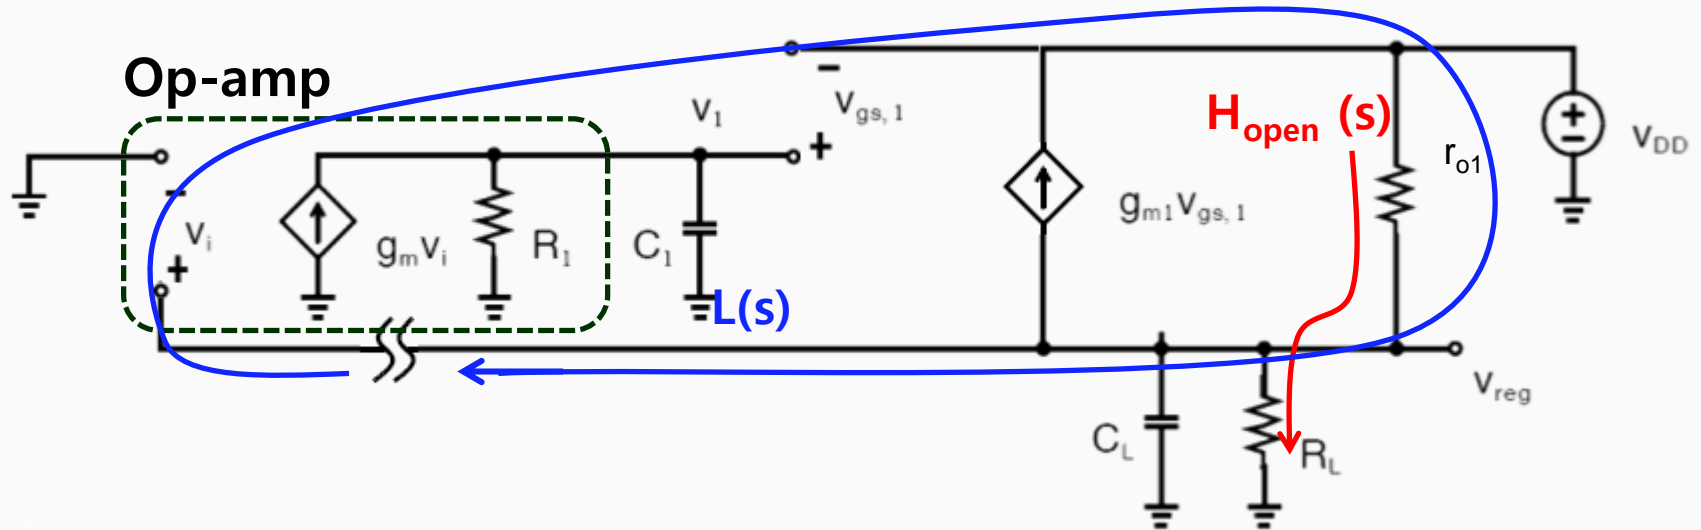 Op-amp
v1
− vgs, 1 +
Hopen (s)
ro1
+ − vDD
− vi +
gmvi
R1
C1
gm1vgs, 1
L(s)
vreg
CL
RL